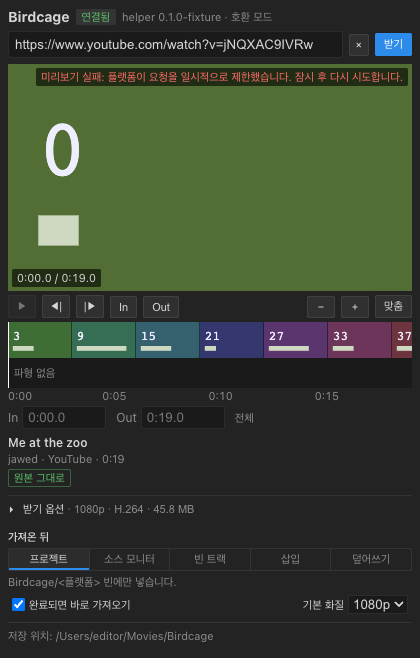 Birdcage 연결됨 helper 0.1.0-fixture · 호환 모드
https://www.youtube.com/watch?v=jNQXAC9IVRw × 받기
미리보기 실패: 플랫폼이 요청을 일시적으로 제한했습니다. 잠시 후 다시 시도합니다.
0
0:00.0 / 0:19.0
▶ ◀| |▶ In Out − + 맞춤
3 9 15 21 27 33 37
파형 없음
0:00 0:05 0:10 0:15
In 0:00.0 Out 0:19.0 전체
Me at the zoo
jawed · YouTube · 0:19
원본 그대로
받기 옵션 · 1080p · H.264 · 45.8 MB
가져온 뒤
프로젝트 소스 모니터 빈 트랙 삽입 덮어쓰기
Birdcage/<플랫폼> 빈에만 넣습니다.
완료되면 바로 가져오기 기본 화질 1080p
저장 위치: /Users/editor/Movies/Birdcage